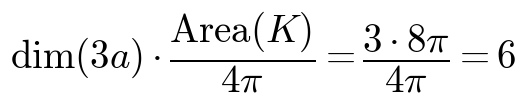 dim(3a) · Area(K)/4π = 3 · 8π/4π = 6